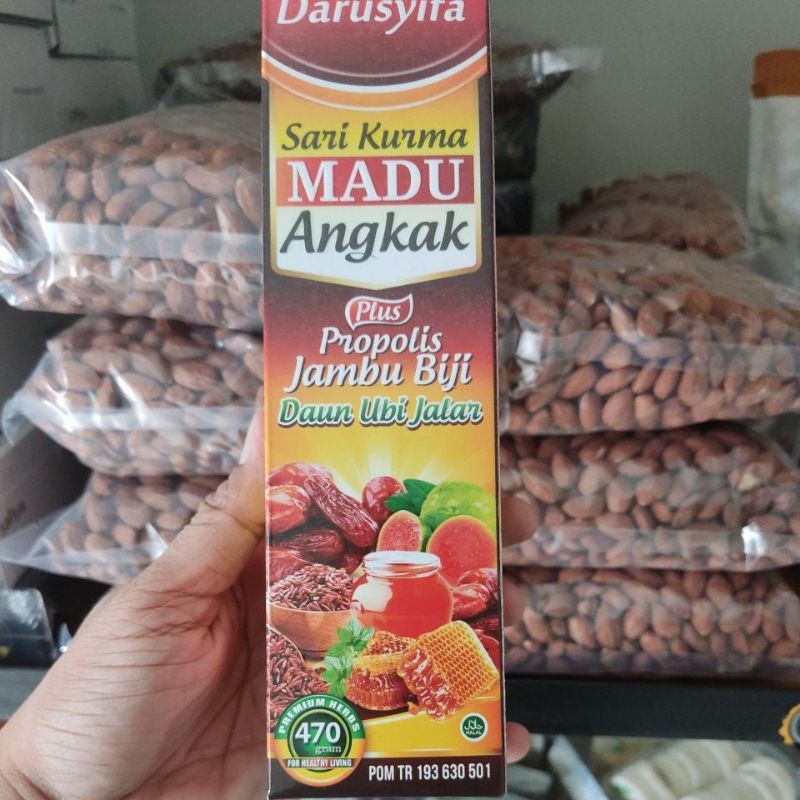 Darusyifa
Sari Kurma
MADU
Angkak
Plus
Propolis
Jambu Biji
Daun Ubi Jalar
PREMIUM HERBS
470
gram
FOR HEALTHY LIVING
HALAL
POM TR 193 630 501